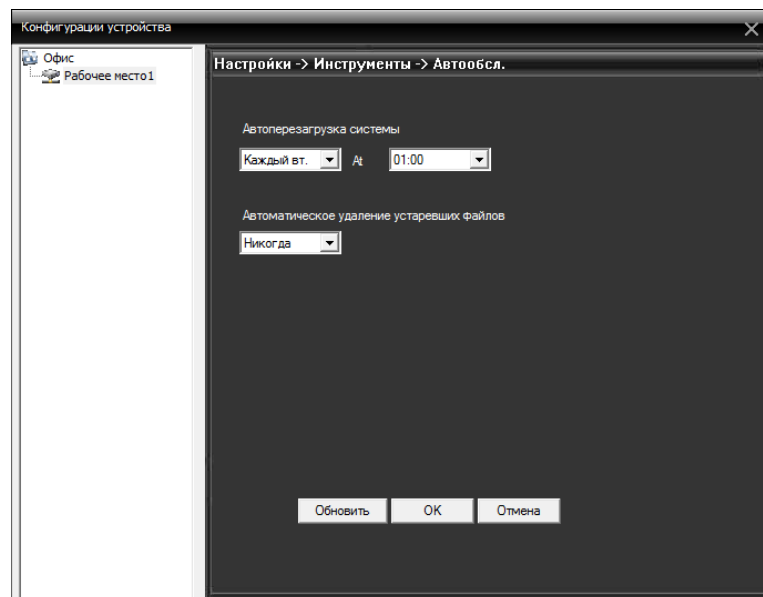 Конфигурации устройства
Офис
Рабочее место1
Настройки -> Инструменты -> Автообсл.
Автоперезагрузка системы
Каждый вт. At 01:00
Автоматическое удаление устаревших файлов
Никогда
Обновить OK Отмена